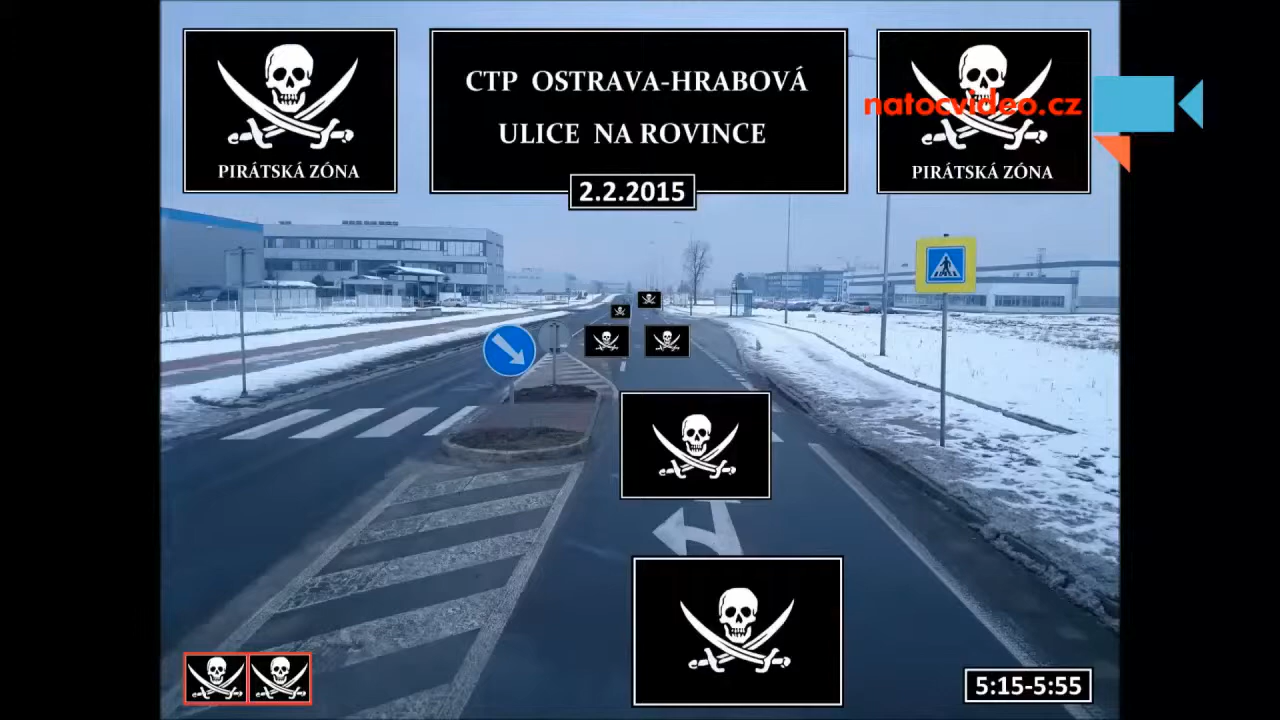 CTP OSTRAVA-HRABOVÁ
ULICE NA ROVINCE
2.2.2015
PIRÁTSKÁ ZÓNA
PIRÁTSKÁ ZÓNA
natocvideo.cz
5:15-5:55